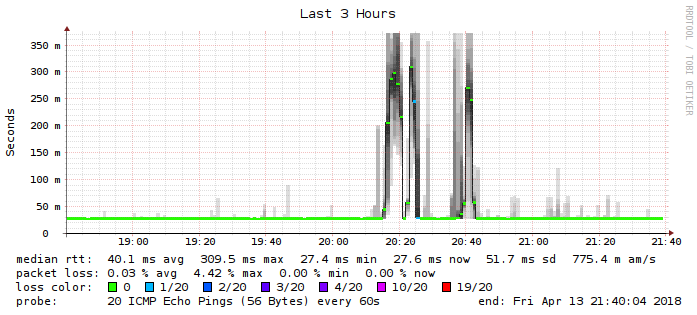 Last 3 Hours
RRDTOOL / TOBI OETIKER
Seconds
350 m
300 m
250 m
200 m
150 m
100 m
50 m
0
19:00 19:20 19:40 20:00 20:20 20:40 21:00 21:20 21:40
median rtt: 40.1 ms avg 309.5 ms max 27.4 ms min 27.6 ms now 51.7 ms sd 775.4 m am/s
packet loss: 0.03 % avg 4.42 % max 0.00 % min 0.00 % now
loss color: 0 1/20 2/20 3/20 4/20 10/20 19/20
probe: 20 ICMP Echo Pings (56 Bytes) every 60s end: Fri Apr 13 21:40:04 2018